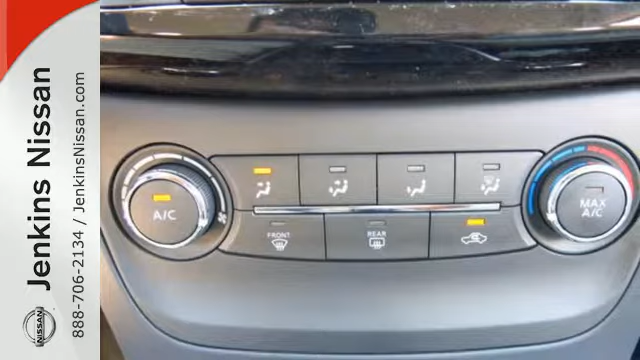 Jenkins Nissan
888-706-2134 / JenkinsNissan.com
NISSAN
A/C
FRONT
REAR
MAX
A/C